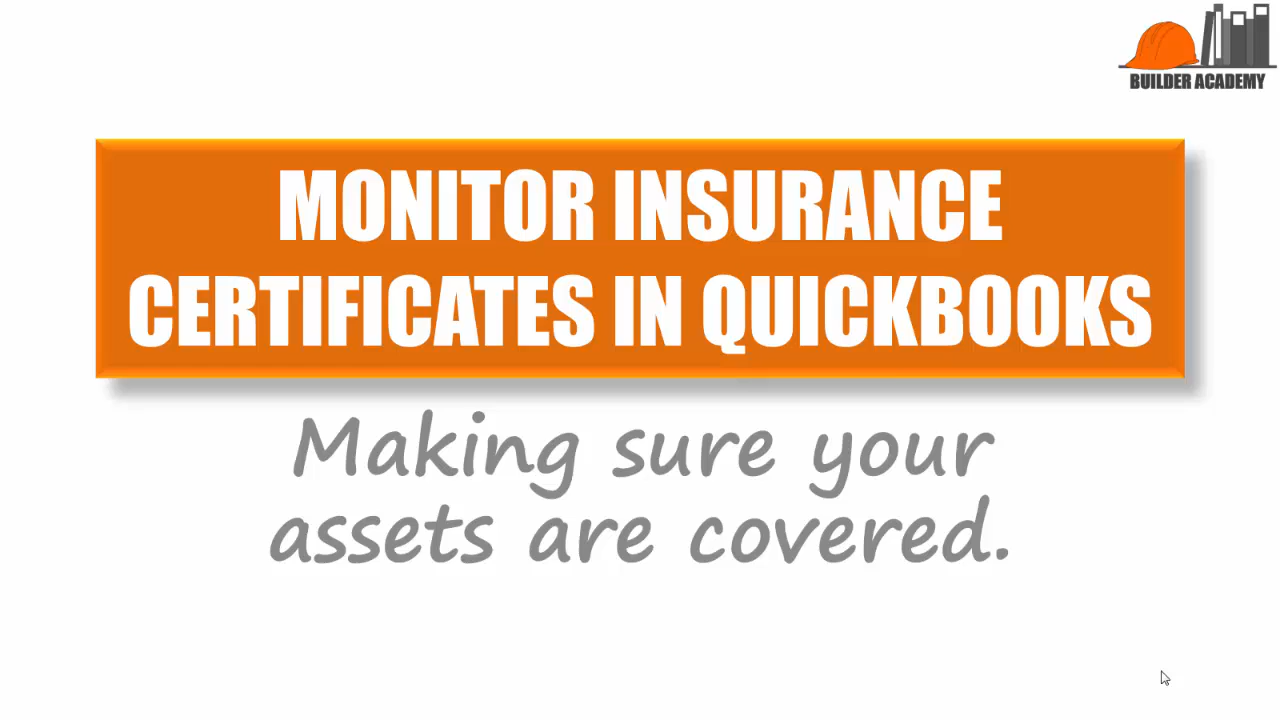 BUILDER ACADEMY
MONITOR INSURANCE
CERTIFICATES IN QUICKBOOKS
Making sure your
assets are covered.